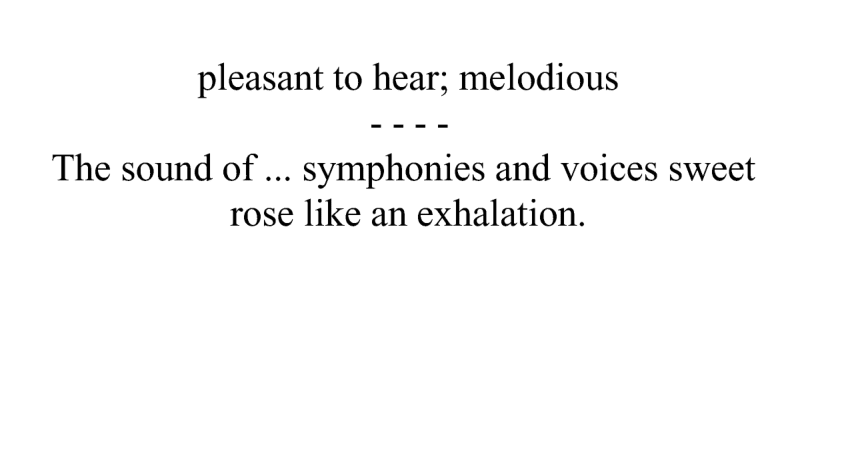 pleasant to hear; melodious
- - - -
The sound of ... symphonies and voices sweet
rose like an exhalation.